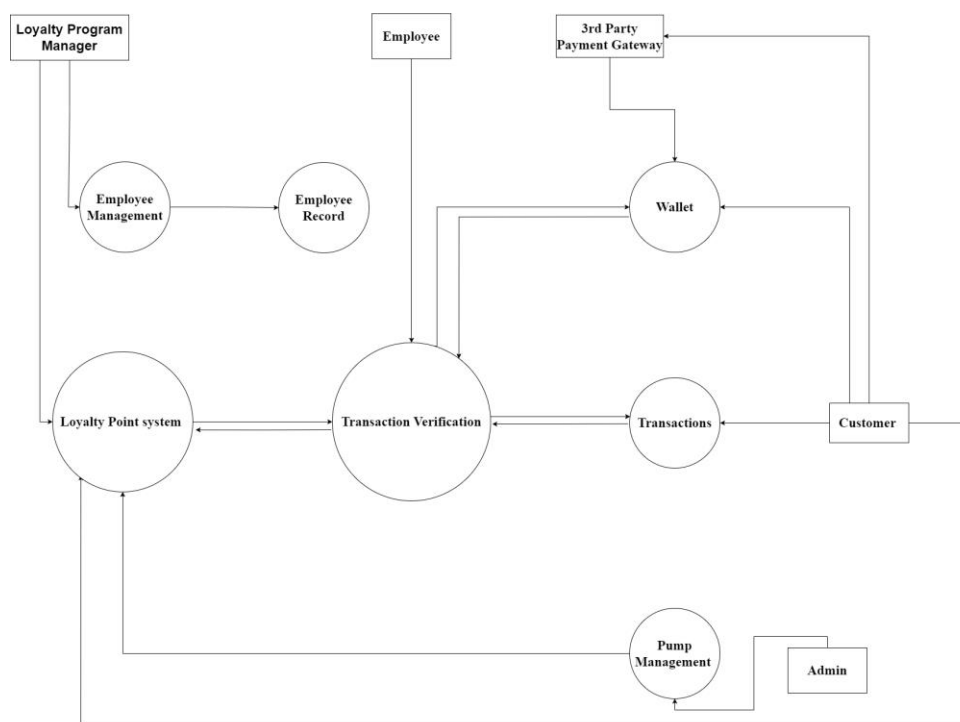 Loyalty Program
Manager
Employee
3rd Party
Payment Gateway
Employee
Management
Employee
Record
Wallet
Loyalty Point system
Transaction Verification
Transactions
Customer
Pump
Management
Admin